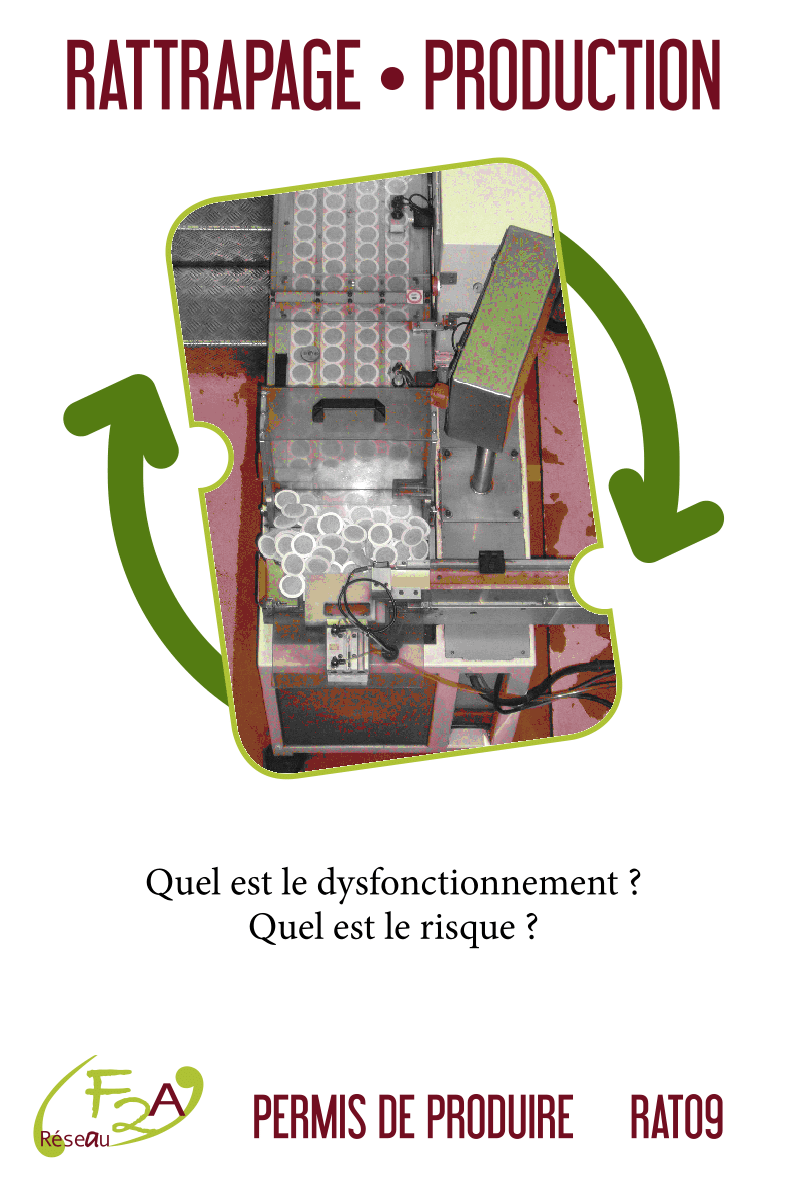 RATTRAPAGE • PRODUCTION
Quel est le dysfonctionnement ?
Quel est le risque ?
F2A
Réseau
PERMIS DE PRODUIRE RAT09